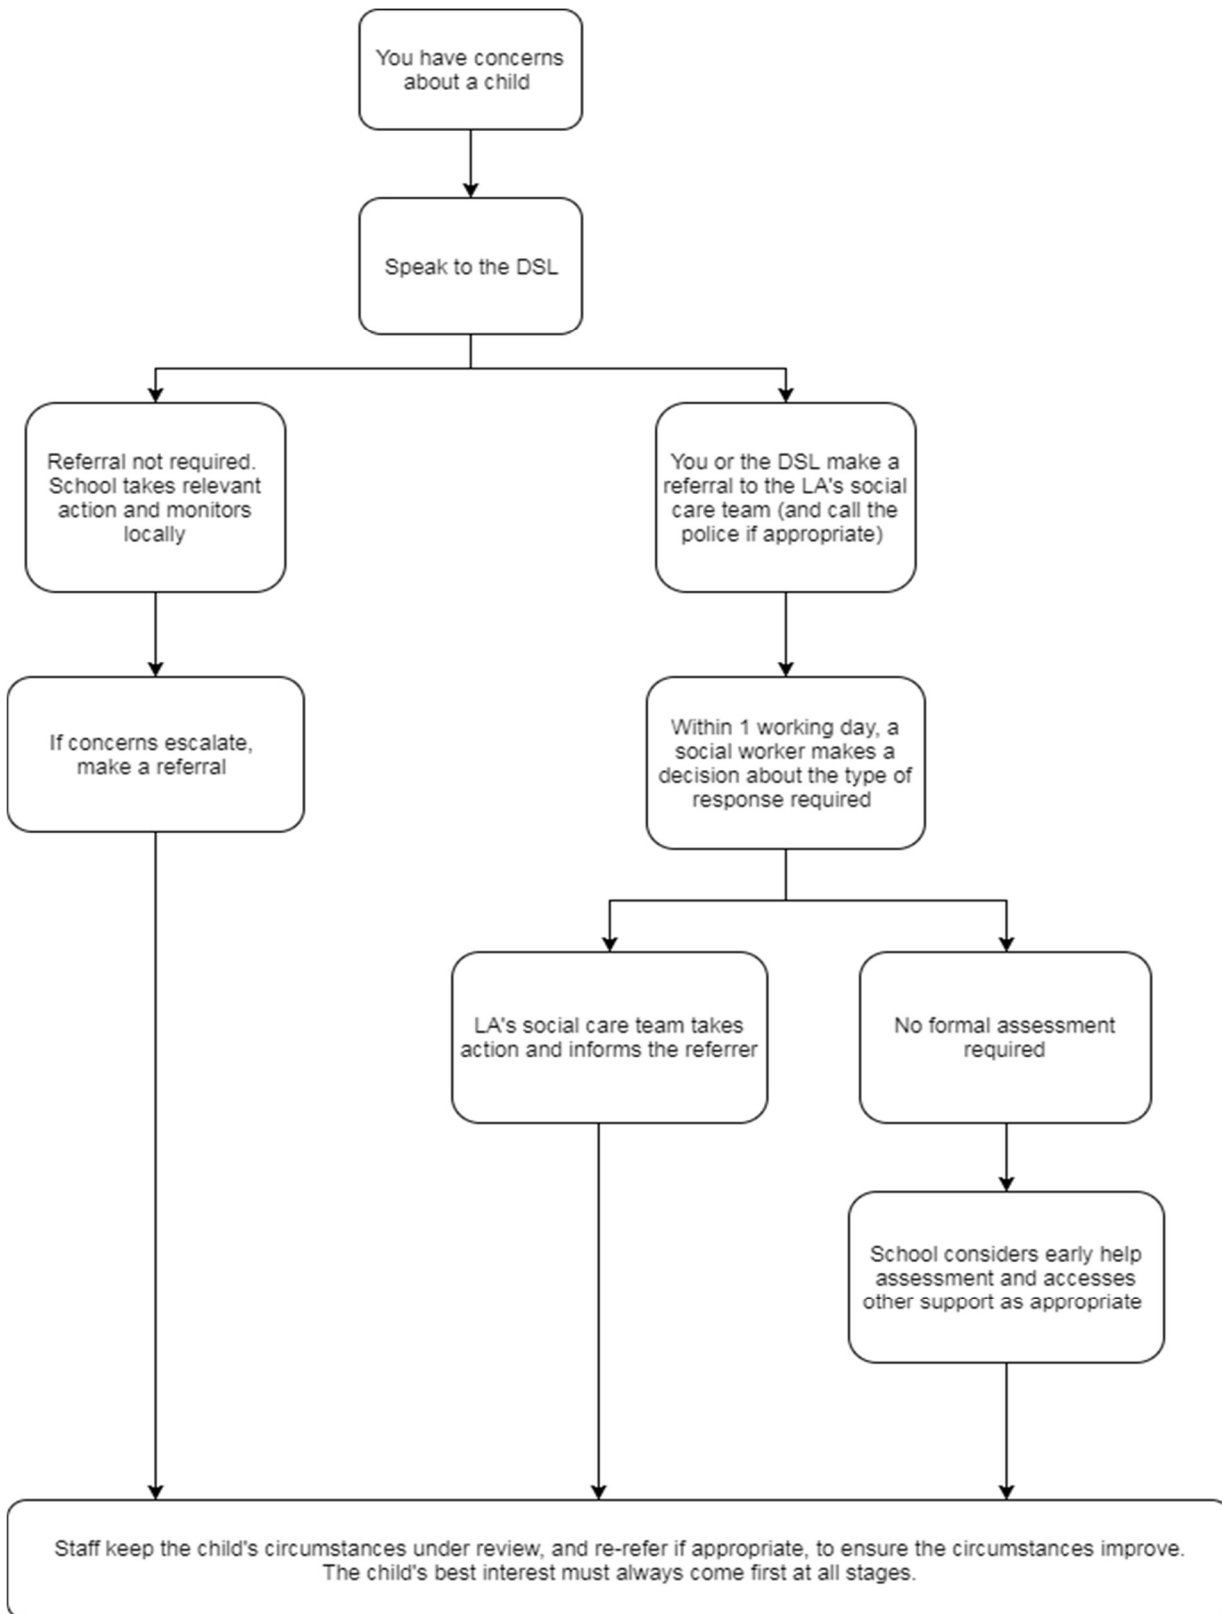 You have concerns
about a child
Speak to the DSL
Referral not required.
School takes relevant
action and monitors
locally
You or the DSL make a
referral to the LA's social
care team (and call the
police if appropriate)
If concerns escalate,
make a referral
Within 1 working day, a
social worker makes a
decision about the type of
response required
LA's social care team takes
action and informs the referrer
No formal assessment
required
School considers early help
assessment and accesses
other support as appropriate
Staff keep the child's circumstances under review, and re-refer if appropriate, to ensure the circumstances improve.
The child's best interest must always come first at all stages.